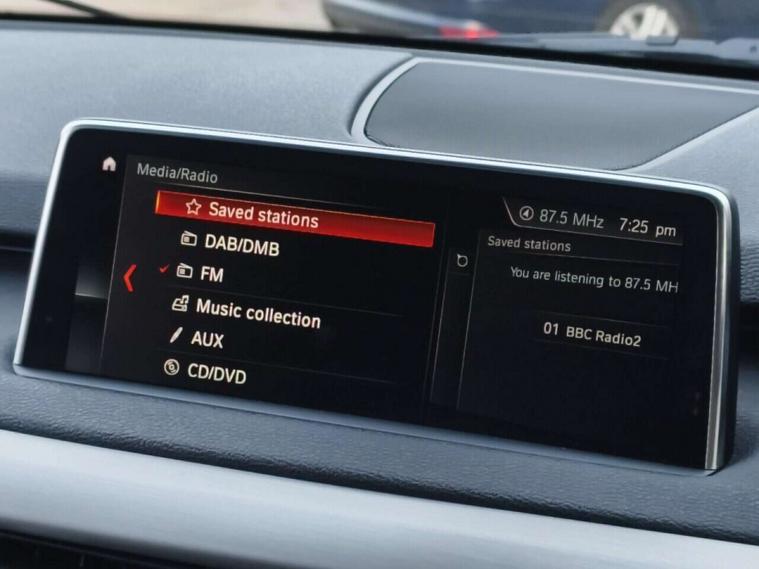 Media/Radio
Saved stations
DAB/DMB
FM
Music collection
AUX
CD/DVD
87.5 MHz 7:25 pm
Saved stations
You are listening to 87.5 MH
01 BBC Radio2